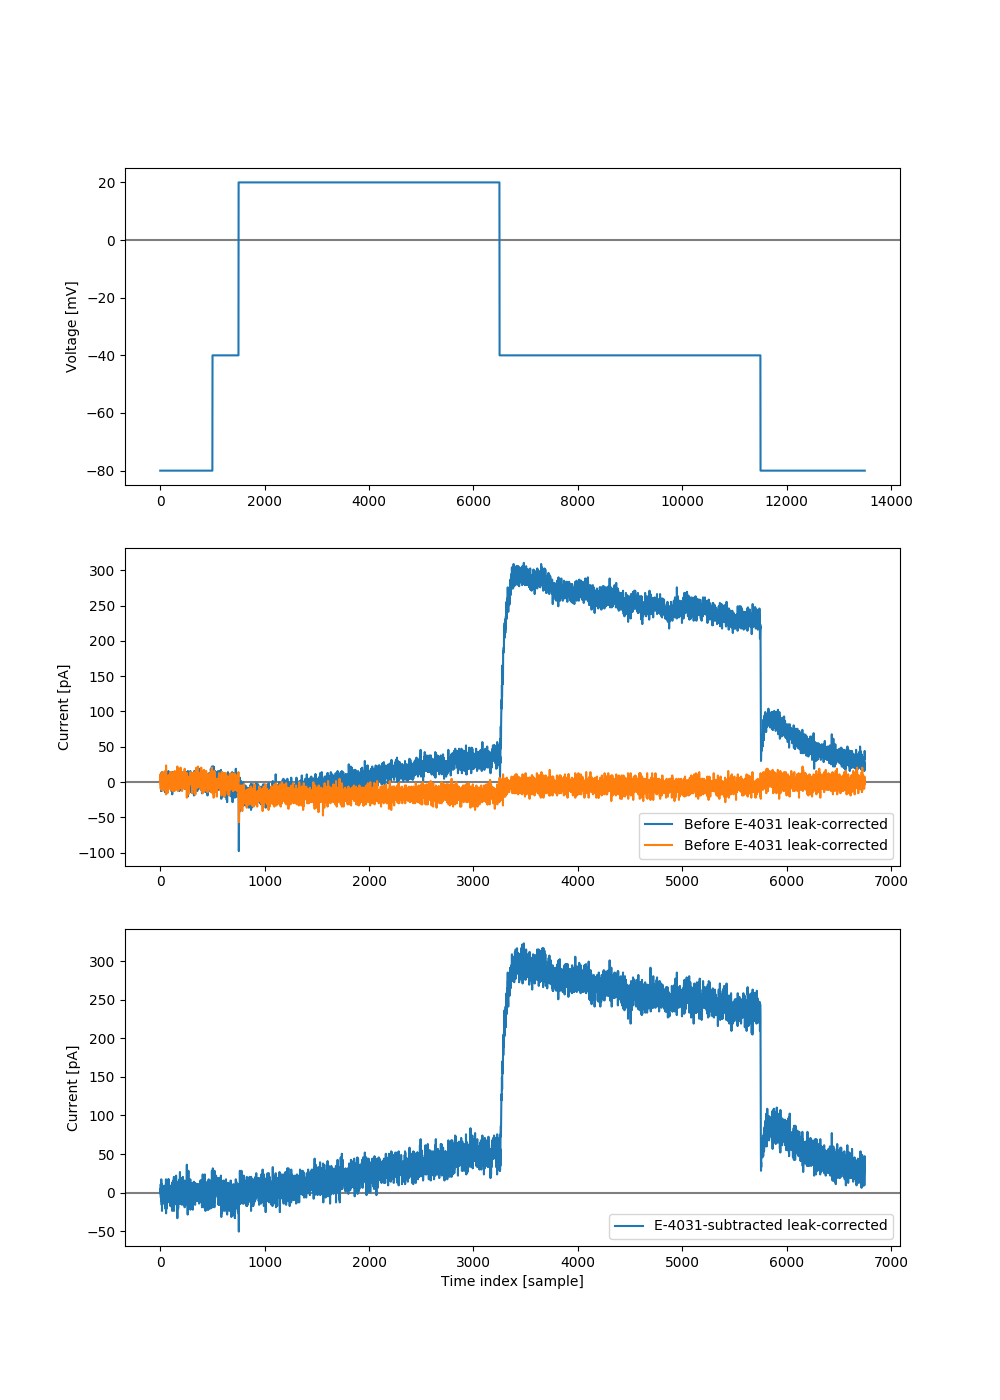 20
0
−20
−40
−60
−80
Voltage [mV]
0 2000 4000 6000 8000 10000 12000 14000
300
250
200
150
100
50
0
−50
−100
Current [pA]
Before E-4031 leak-corrected
Before E-4031 leak-corrected
0 1000 2000 3000 4000 5000 6000 7000
300
250
200
150
100
50
0
−50
Current [pA]
E-4031-subtracted leak-corrected
0 1000 2000 3000 4000 5000 6000 7000
Time index [sample]